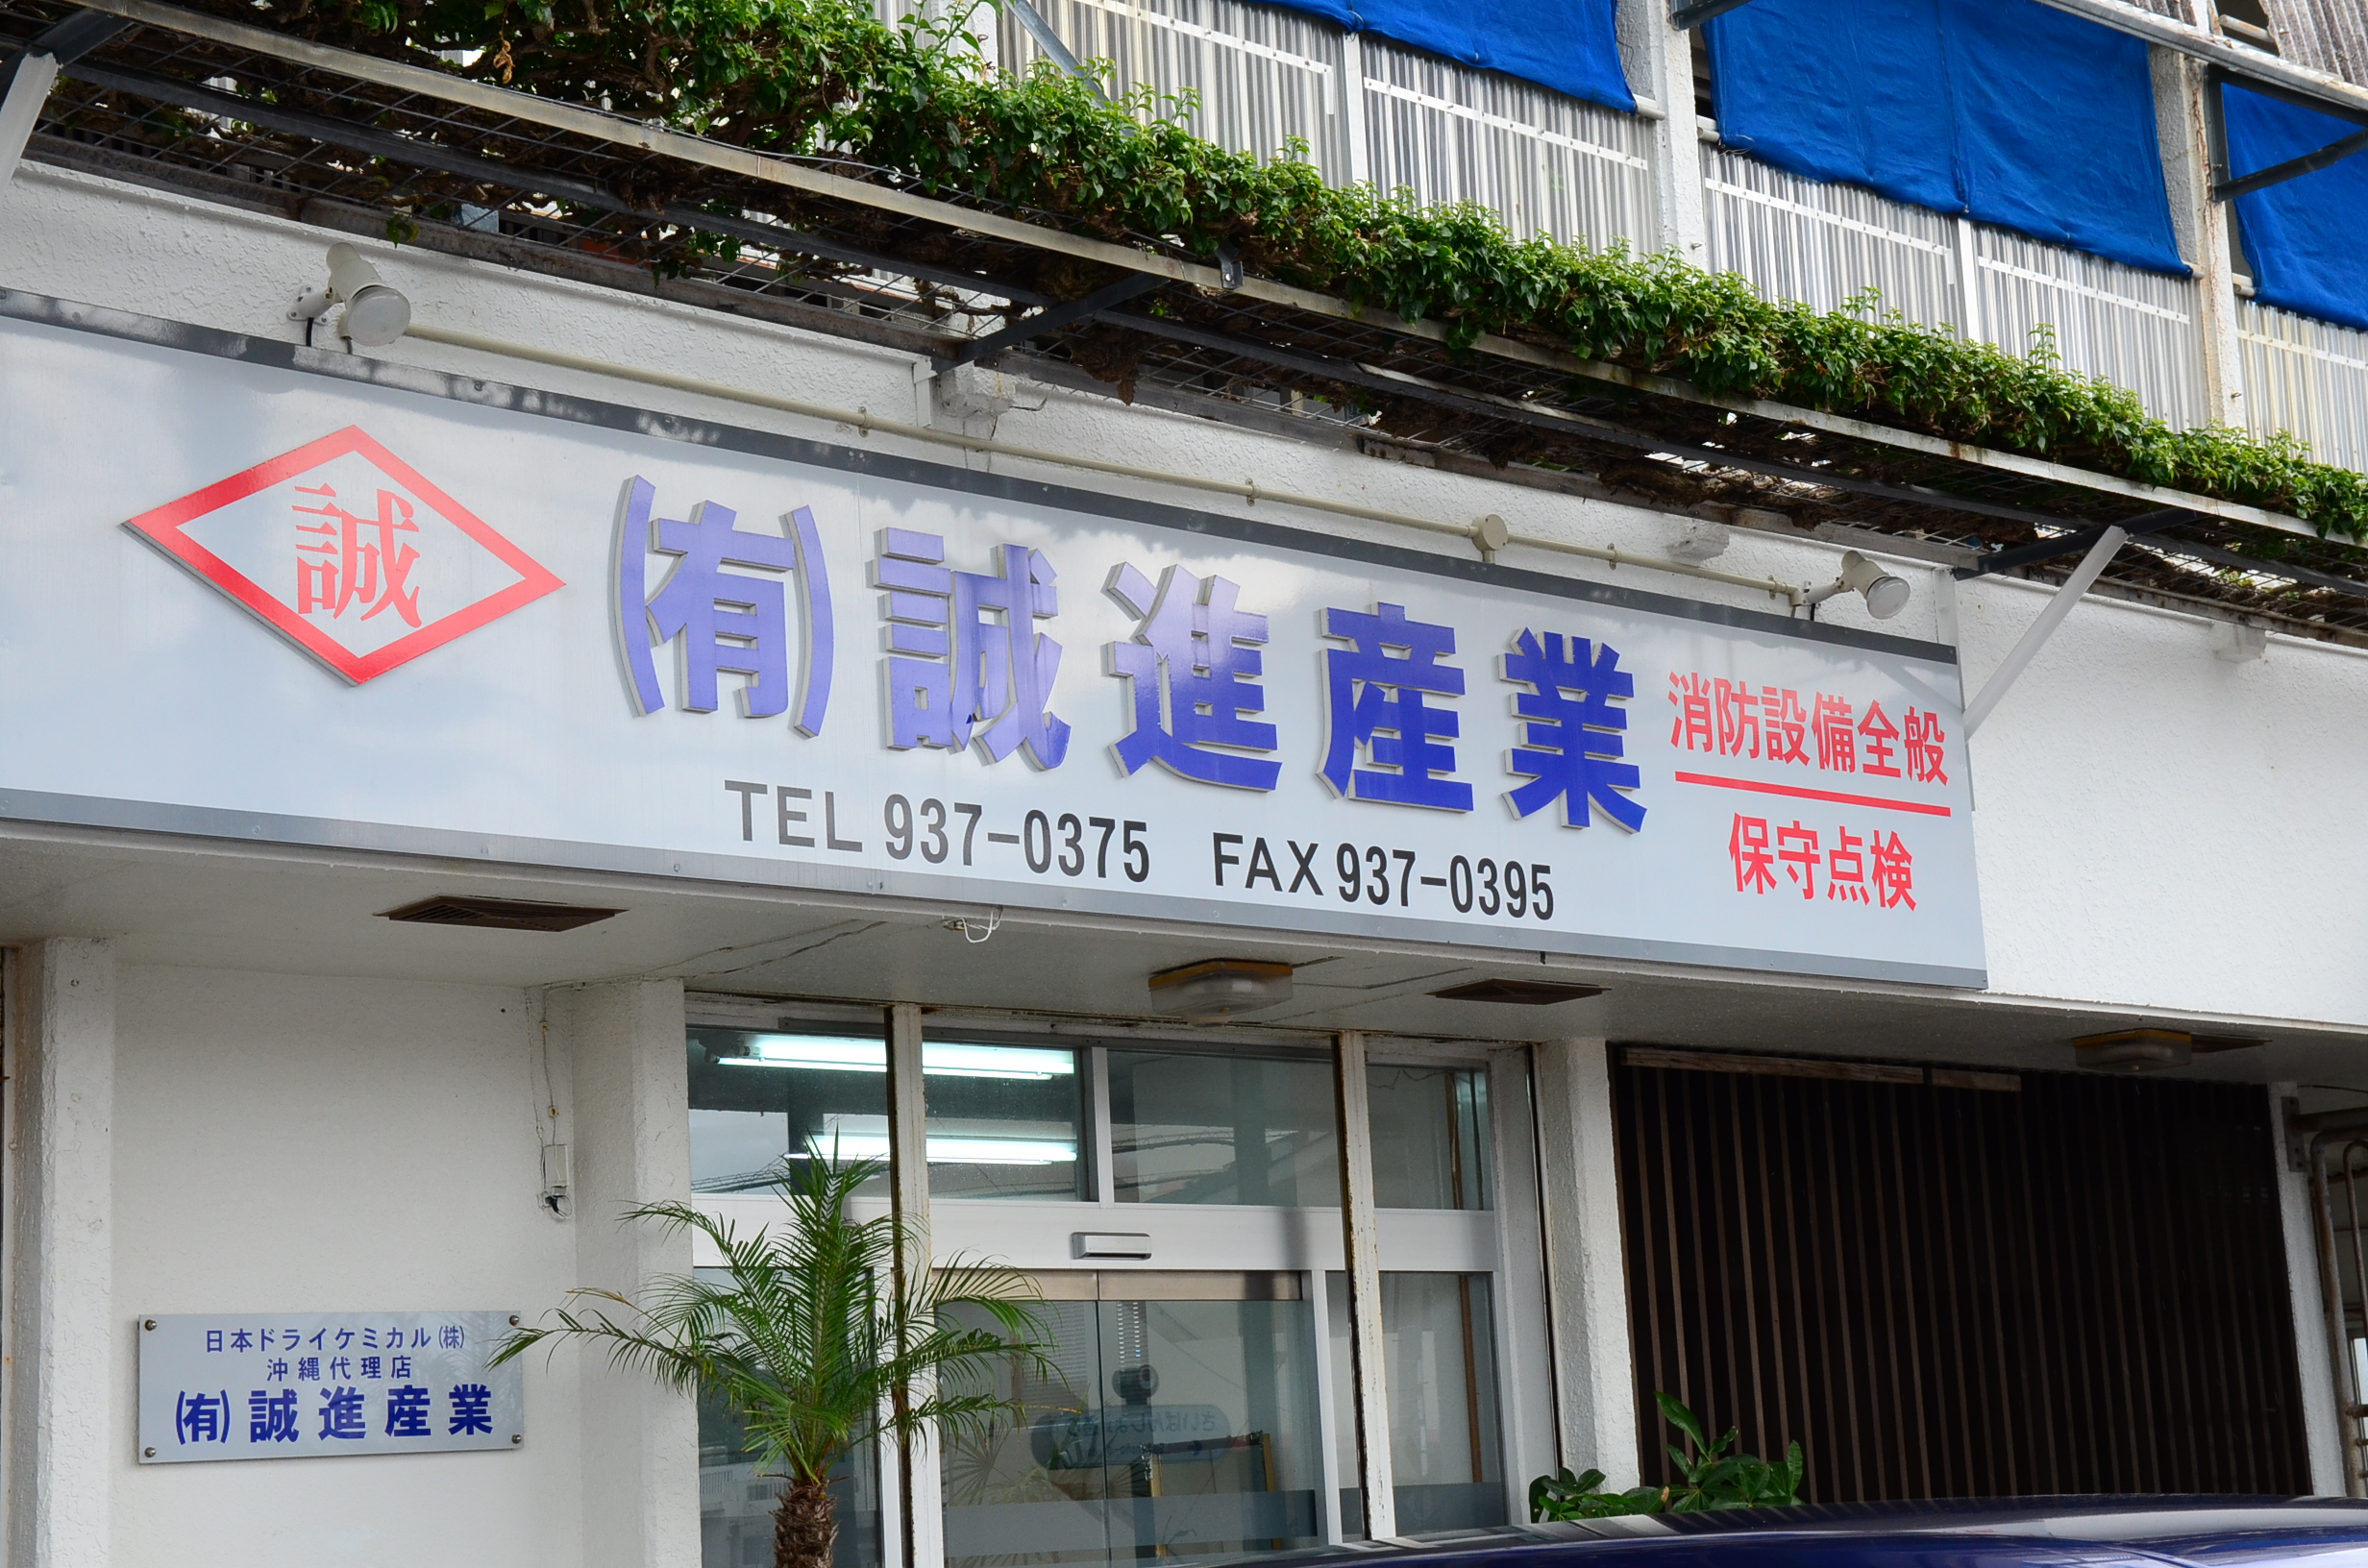 誠
㈲誠進産業
消防設備全般
保守点検
TEL 937-0375 FAX 937-0395
日本ドライケミカル㈱
沖縄代理店
㈲誠進産業